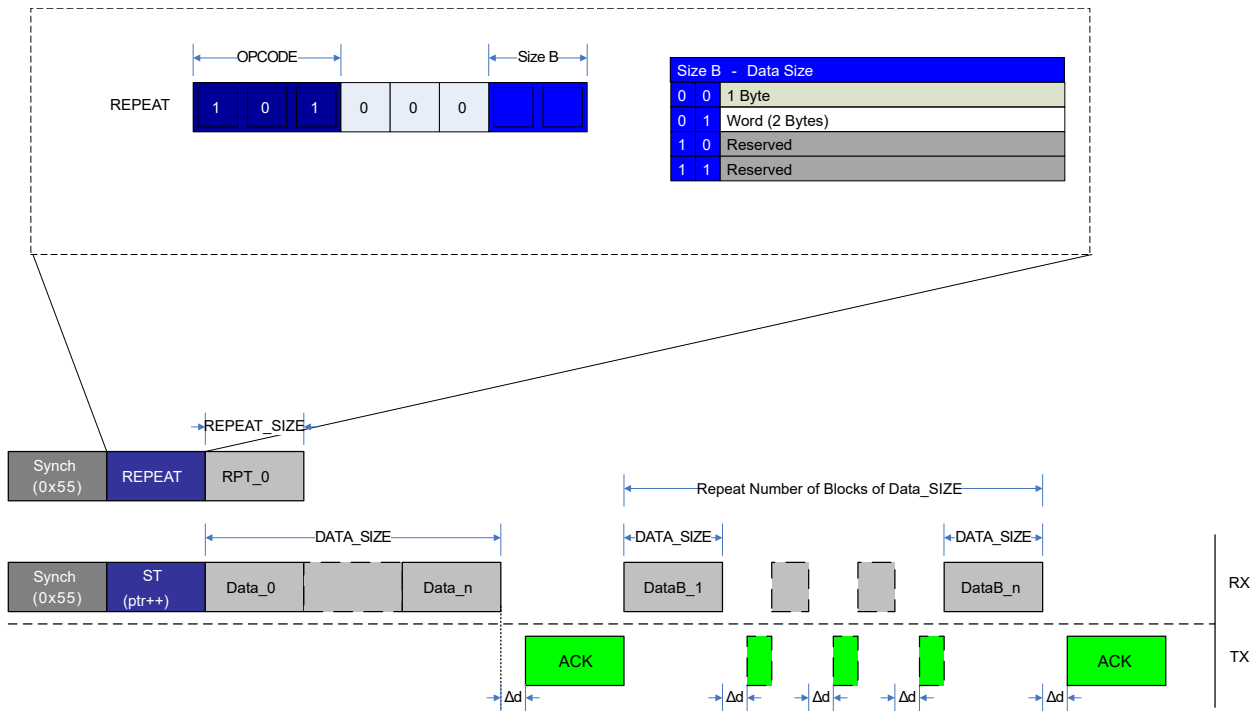 OPCODE
Size B
REPEAT
1 0 1 0 0 0
Size B - Data Size
0 0 1 Byte
0 1 Word (2 Bytes)
1 0 Reserved
1 1 Reserved
REPEAT_SIZE
Synch
(0x55)
REPEAT
RPT_0
Repeat Number of Blocks of Data_SIZE
DATA_SIZE
DATA_SIZE
DATA_SIZE
Synch
(0x55)
ST
(ptr++)
Data_0
Data_n
DataB_1
DataB_n
RX
ACK
ACK
TX
Δd
Δd
Δd
Δd
Δd